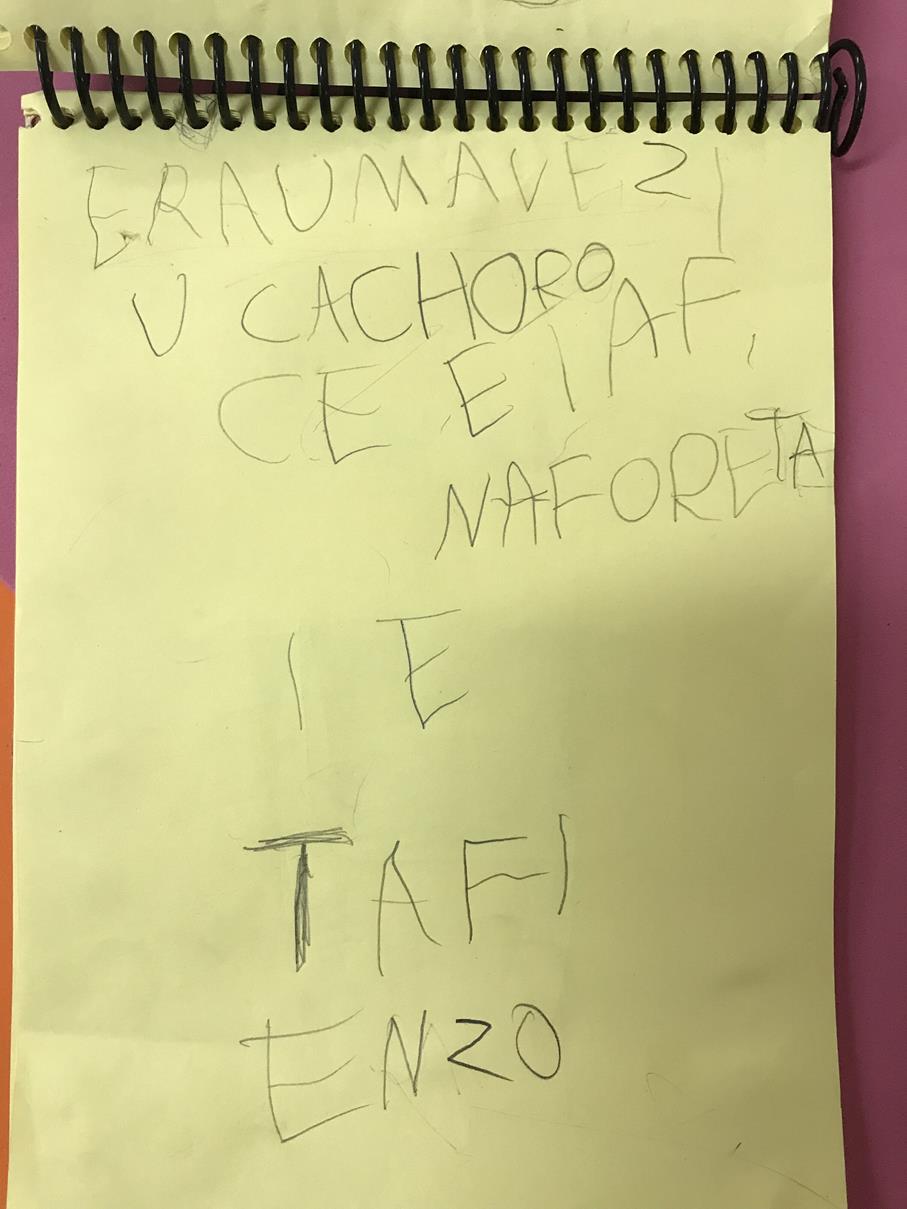 ERAUMAVEZI
U CACHORO
CE EIAF,
NAFORETA
I E
TAFI
ENZO